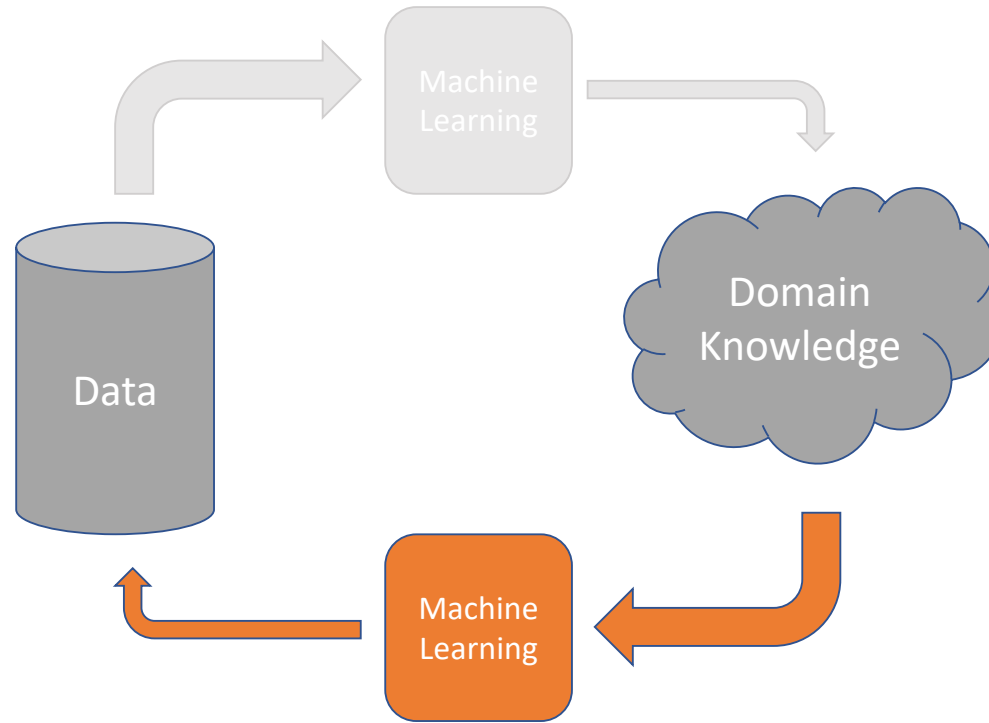 Machine
Learning
Domain
Knowledge
Data
Machine
Learning